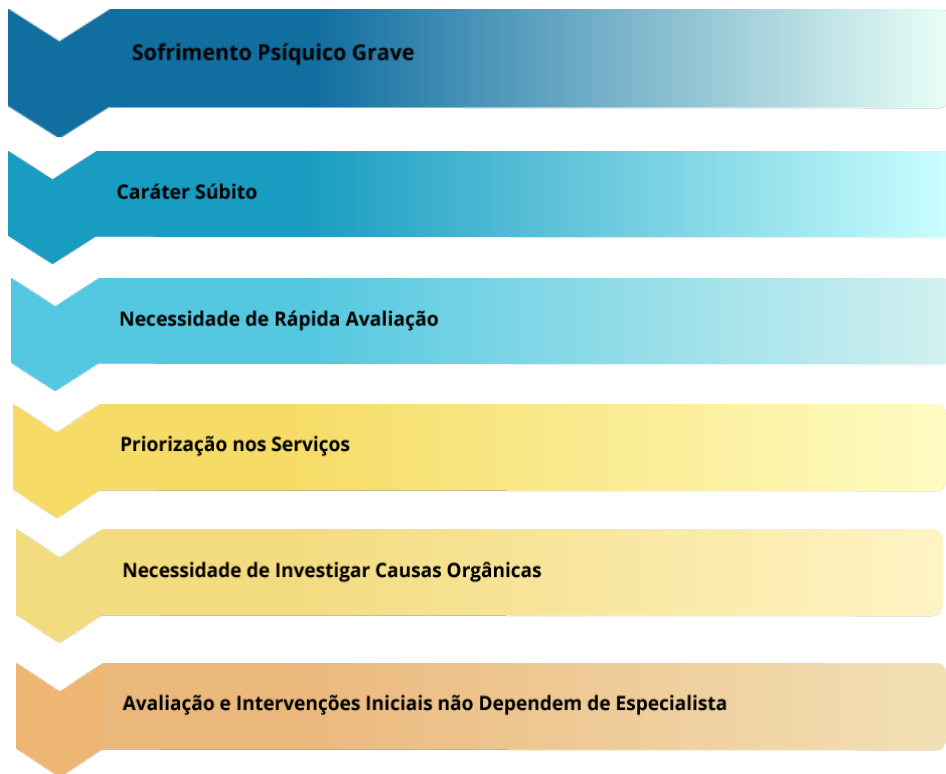 Sofrimento Psíquico Grave
Caráter Súbito
Necessidade de Rápida Avaliação
Priorização nos Serviços
Necessidade de Investigar Causas Orgânicas
Avaliação e Intervenções Iniciais não Dependem de Especialista